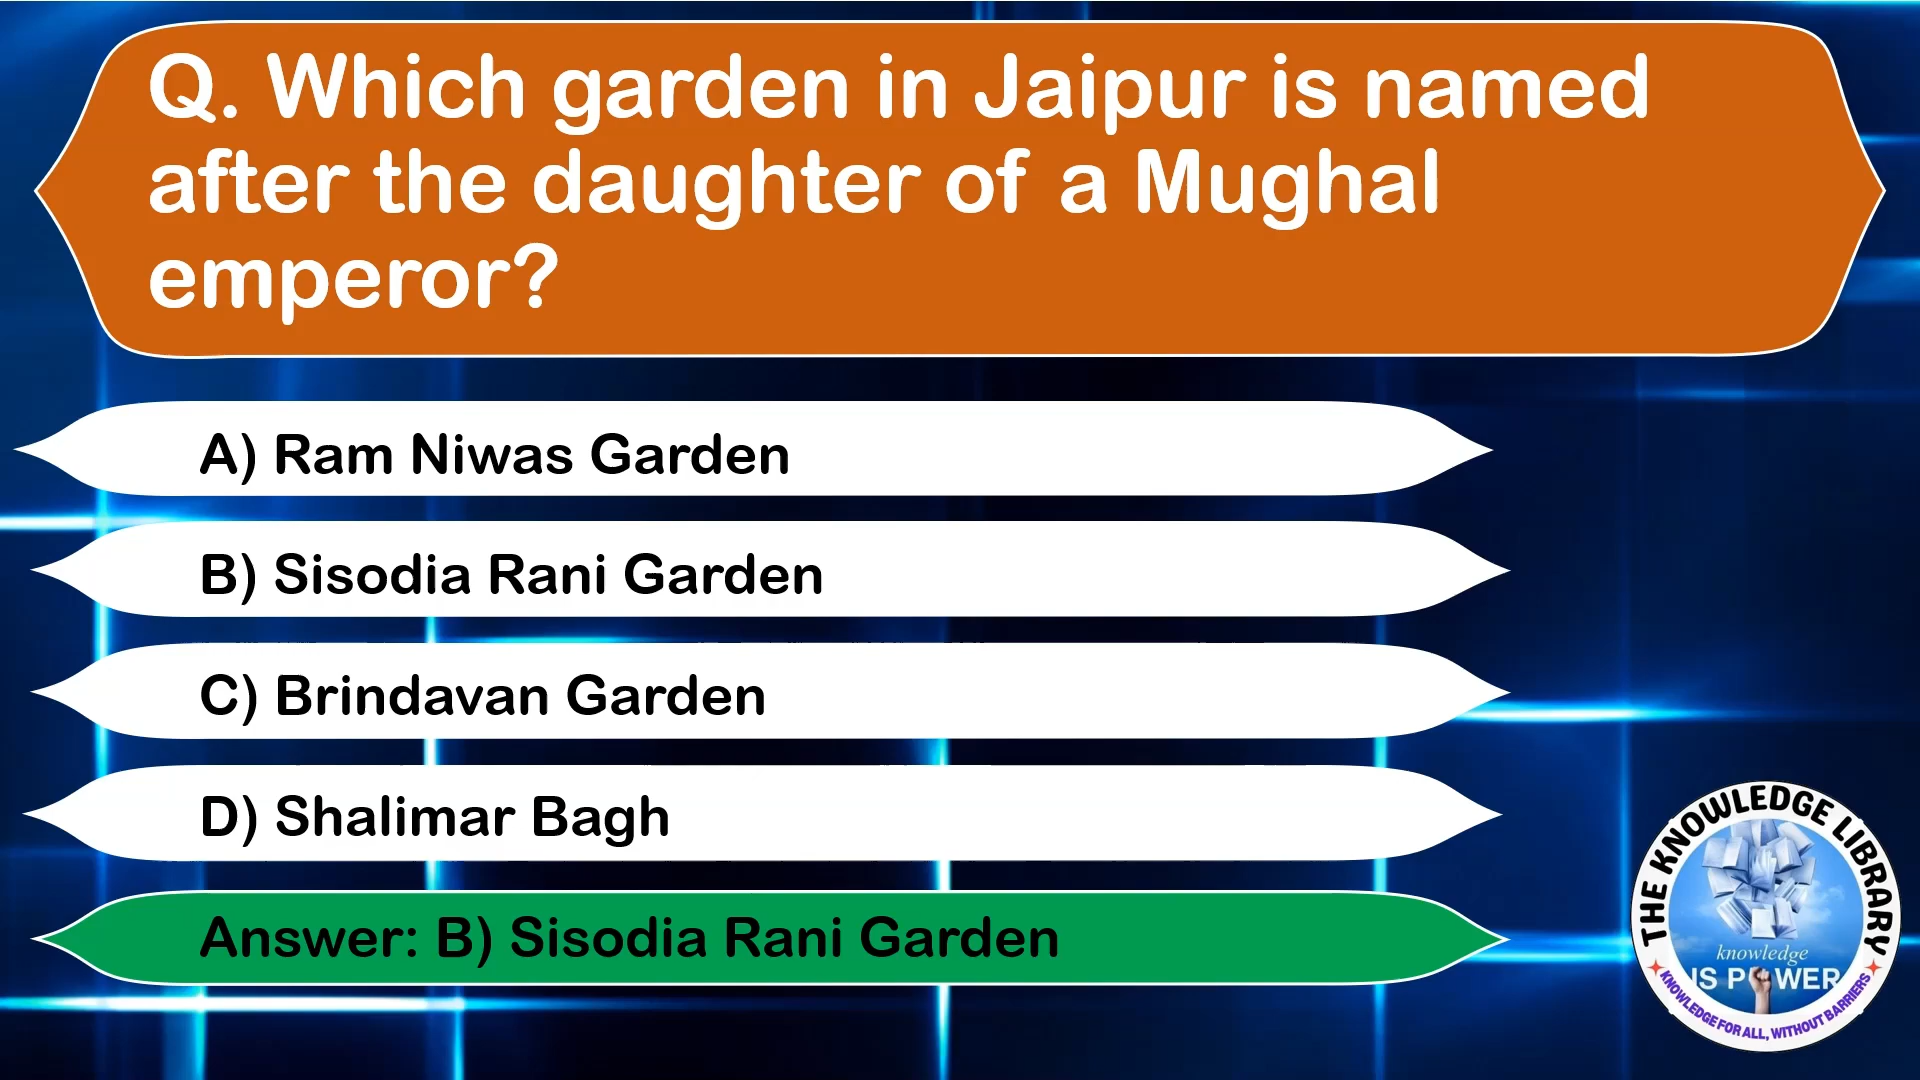 Q. Which garden in Jaipur is named
after the daughter of a Mughal
emperor?
A) Ram Niwas Garden
B) Sisodia Rani Garden
C) Brindavan Garden
D) Shalimar Bagh
Answer: B) Sisodia Rani Garden
THE KNOWLEDGE LIBRARY
knowledge
IS POWER
KNOWLEDGE FOR ALL, WITHOUT BARRIERS